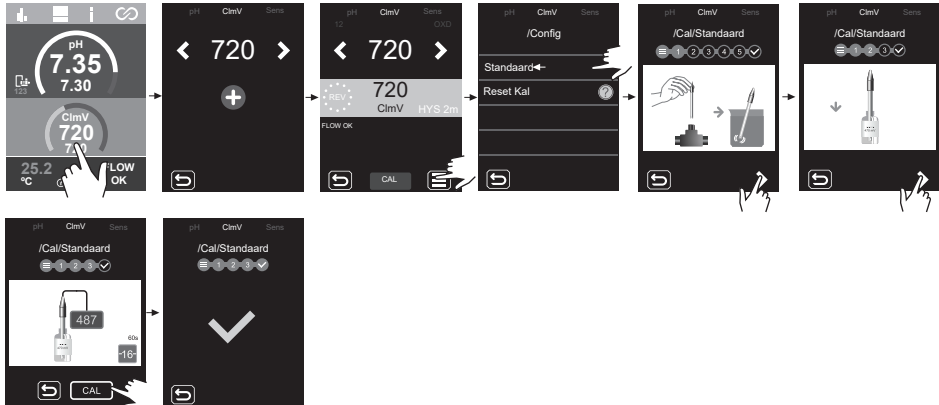 pH
7.35
7.30
123
ClmV
720
25.2
ºC
FLOW
OK
pH ClmV Sens
720
pH ClmV Sens
12 OXD
720
REV
720
ClmV
HYS 2m
FLOW OK
CAL
pH ClmV Sens
/Config
Standaard
Reset Kal ?
pH ClmV Sens
/Cal/Standaard
1 2 3 4 5
pH ClmV Sens
/Cal/Standaard
1 2 3
pH ClmV Sens
/Cal/Standaard
1 2 3
487
60s
-16-
CAL
pH ClmV Sens
/Cal/Standaard
1 2 3